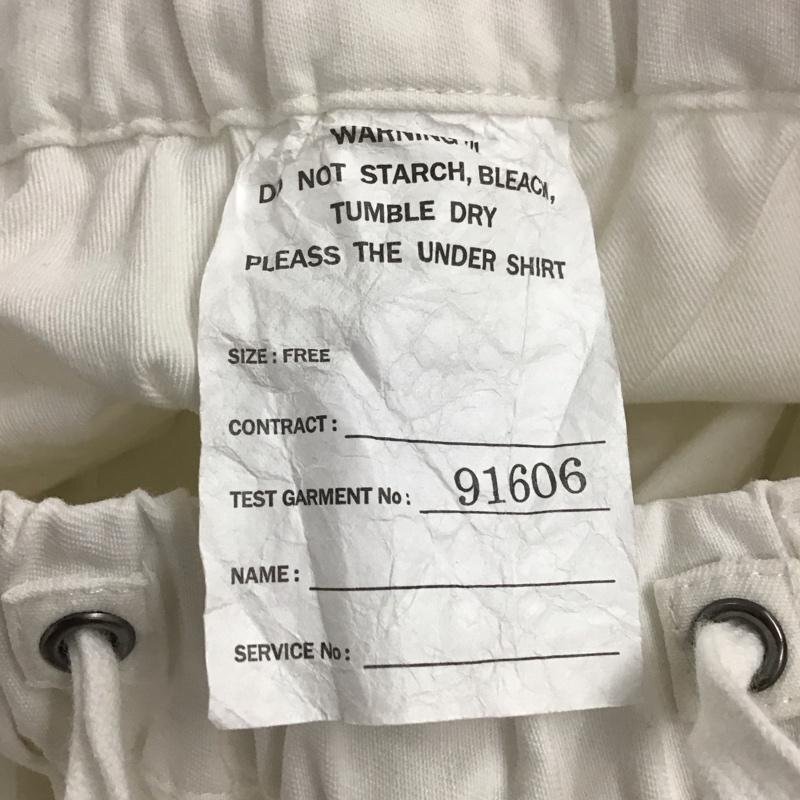 WARNING !!!
DO NOT STARCH, BLEACH,
TUMBLE DRY
PLEASS THE UNDER SHIRT
SIZE : FREE
CONTRACT :
TEST GARMENT No : 91606
NAME :
SERVICE No :